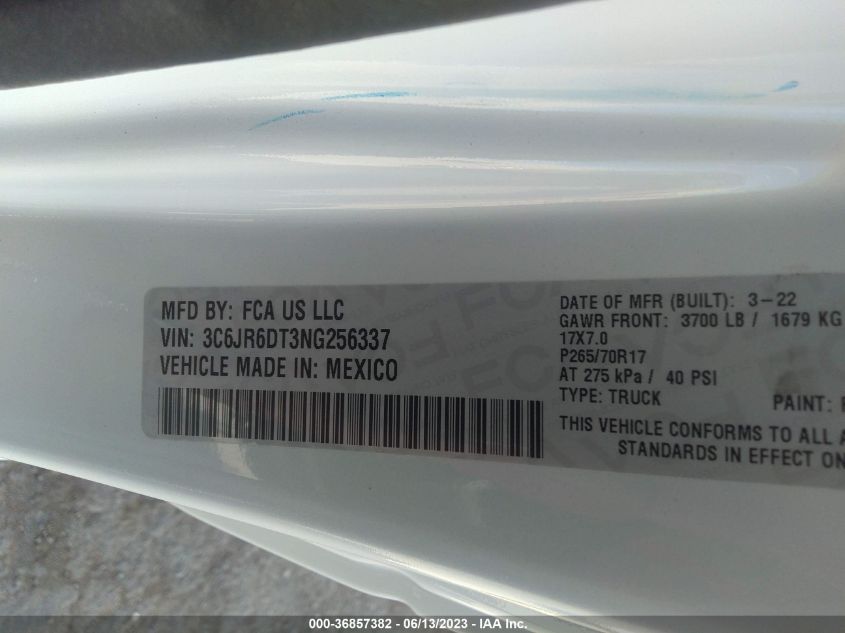 MFD BY: FCA US LLC
VIN: 3C6JR6DT3NG256337
VEHICLE MADE IN: MEXICO
DATE OF MFR (BUILT): 3-22
GAWR FRONT: 3700 LB / 1679 KG
17X7.0
P265/70R17
AT 275 kPa / 40 PSI
TYPE: TRUCK
PAINT:
THIS VEHICLE CONFORMS TO ALL
STANDARDS IN EFFECT ON
000-36857382 - 06/13/2023 - IAA Inc.